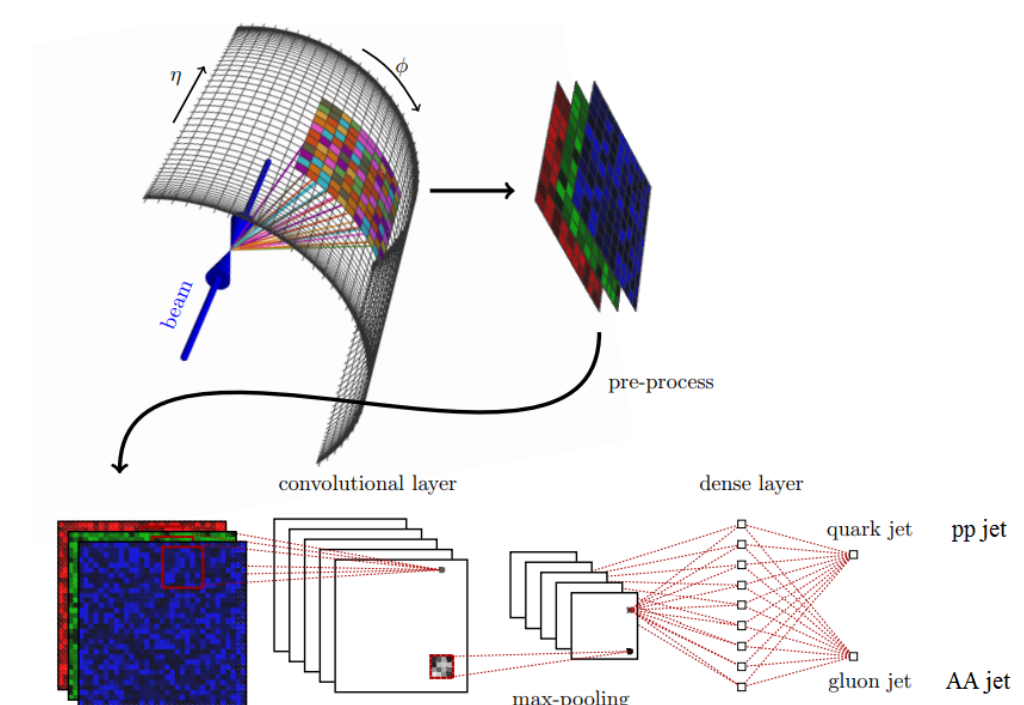 η
ϕ
beam
pre-process
convolutional layer
dense layer
quark jet
pp jet
gluon jet
AA jet
max-pooling